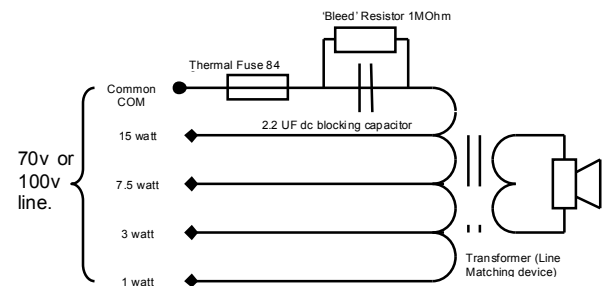 'Bleed' Resistor 1MOhm
Thermal Fuse 84
Common
COM
2.2 UF dc blocking capacitor
15 watt
70v or
100v
line.
7.5 watt
3 watt
Transformer (Line
Matching device)
1 watt